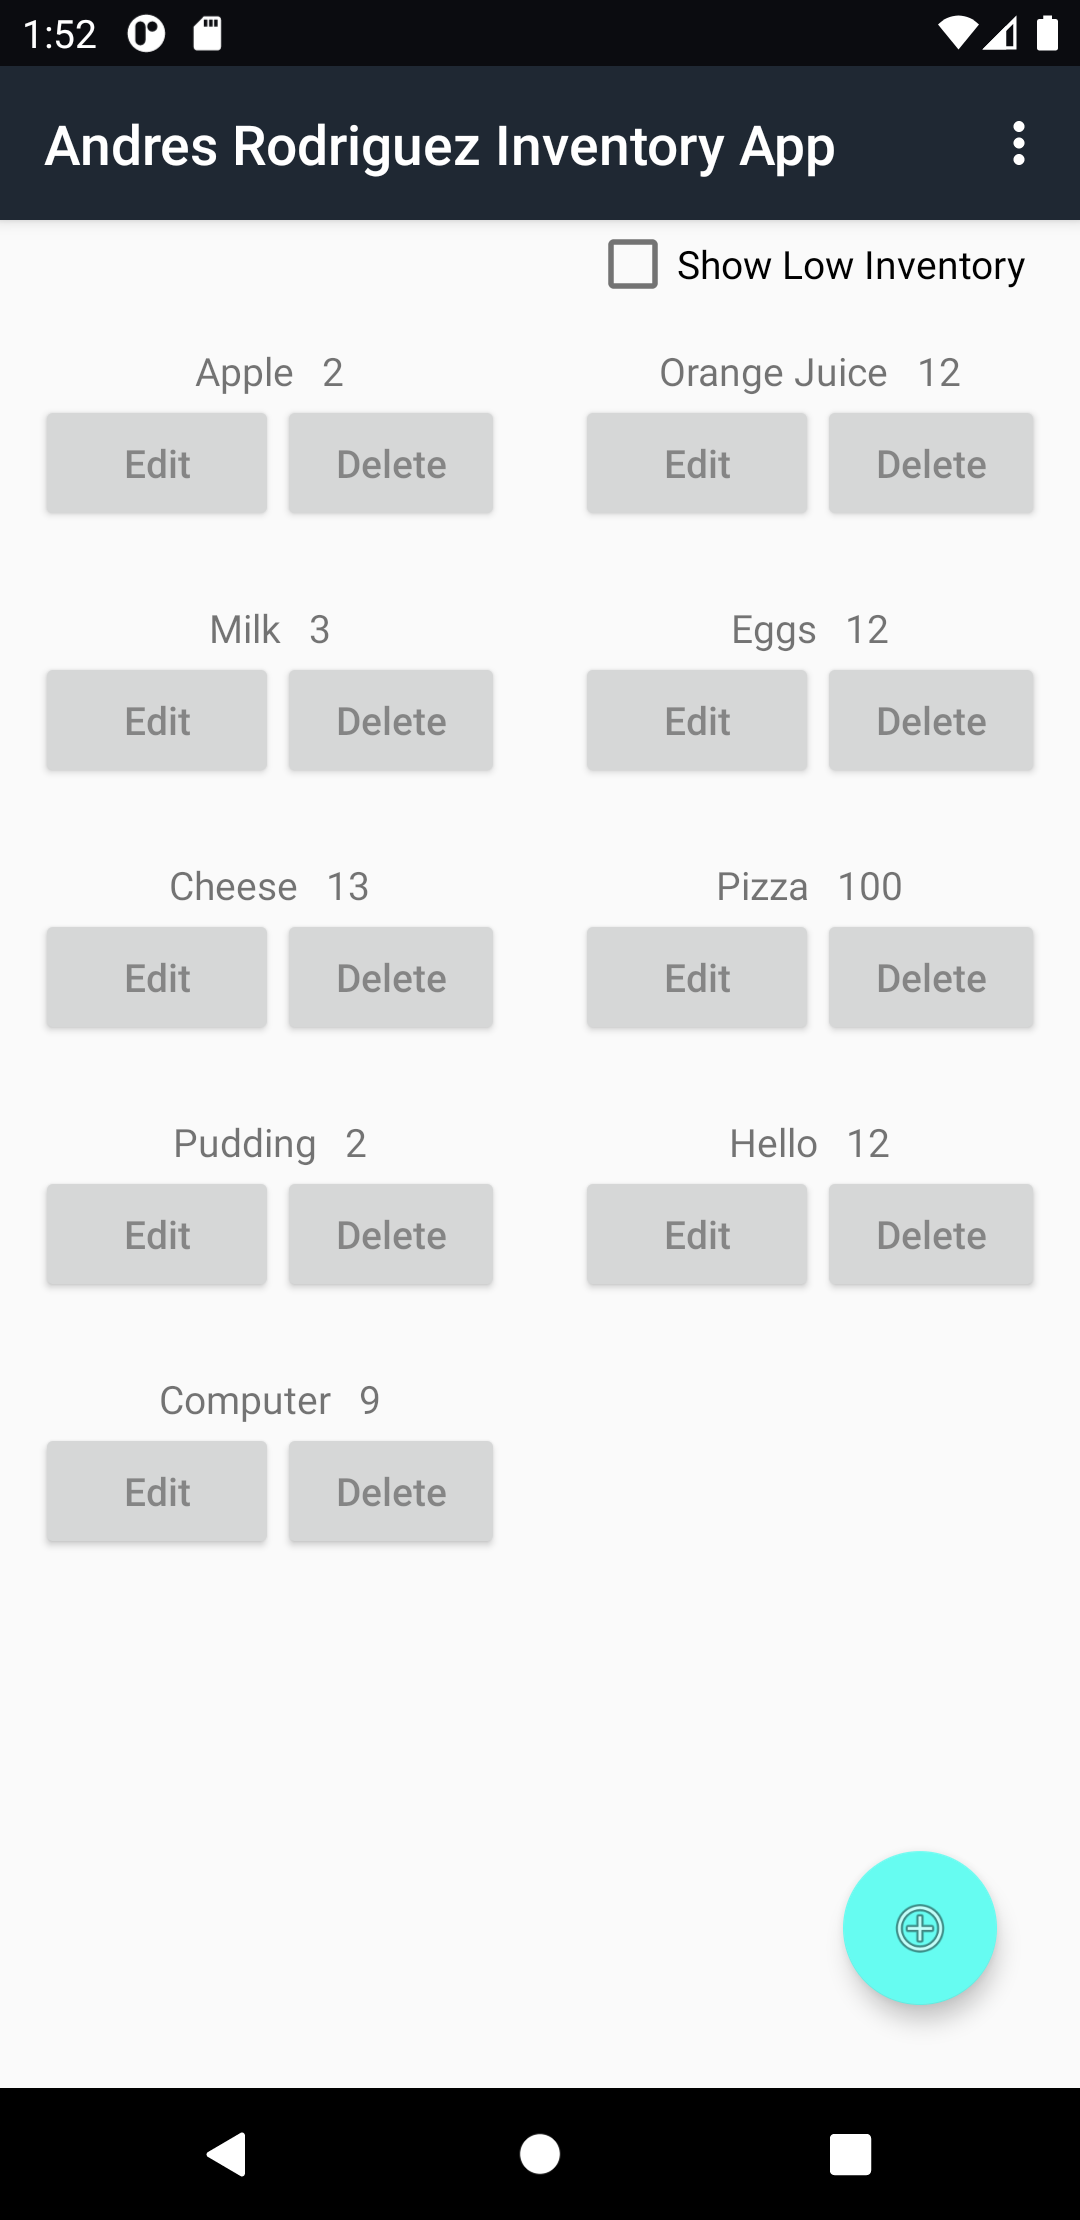 1:52
Andres Rodriguez Inventory App
Show Low Inventory
Apple 2 Orange Juice 12
Edit Delete Edit Delete
Milk 3 Eggs 12
Edit Delete Edit Delete
Cheese 13 Pizza 100
Edit Delete Edit Delete
Pudding 2 Hello 12
Edit Delete Edit Delete
Computer 9
Edit Delete